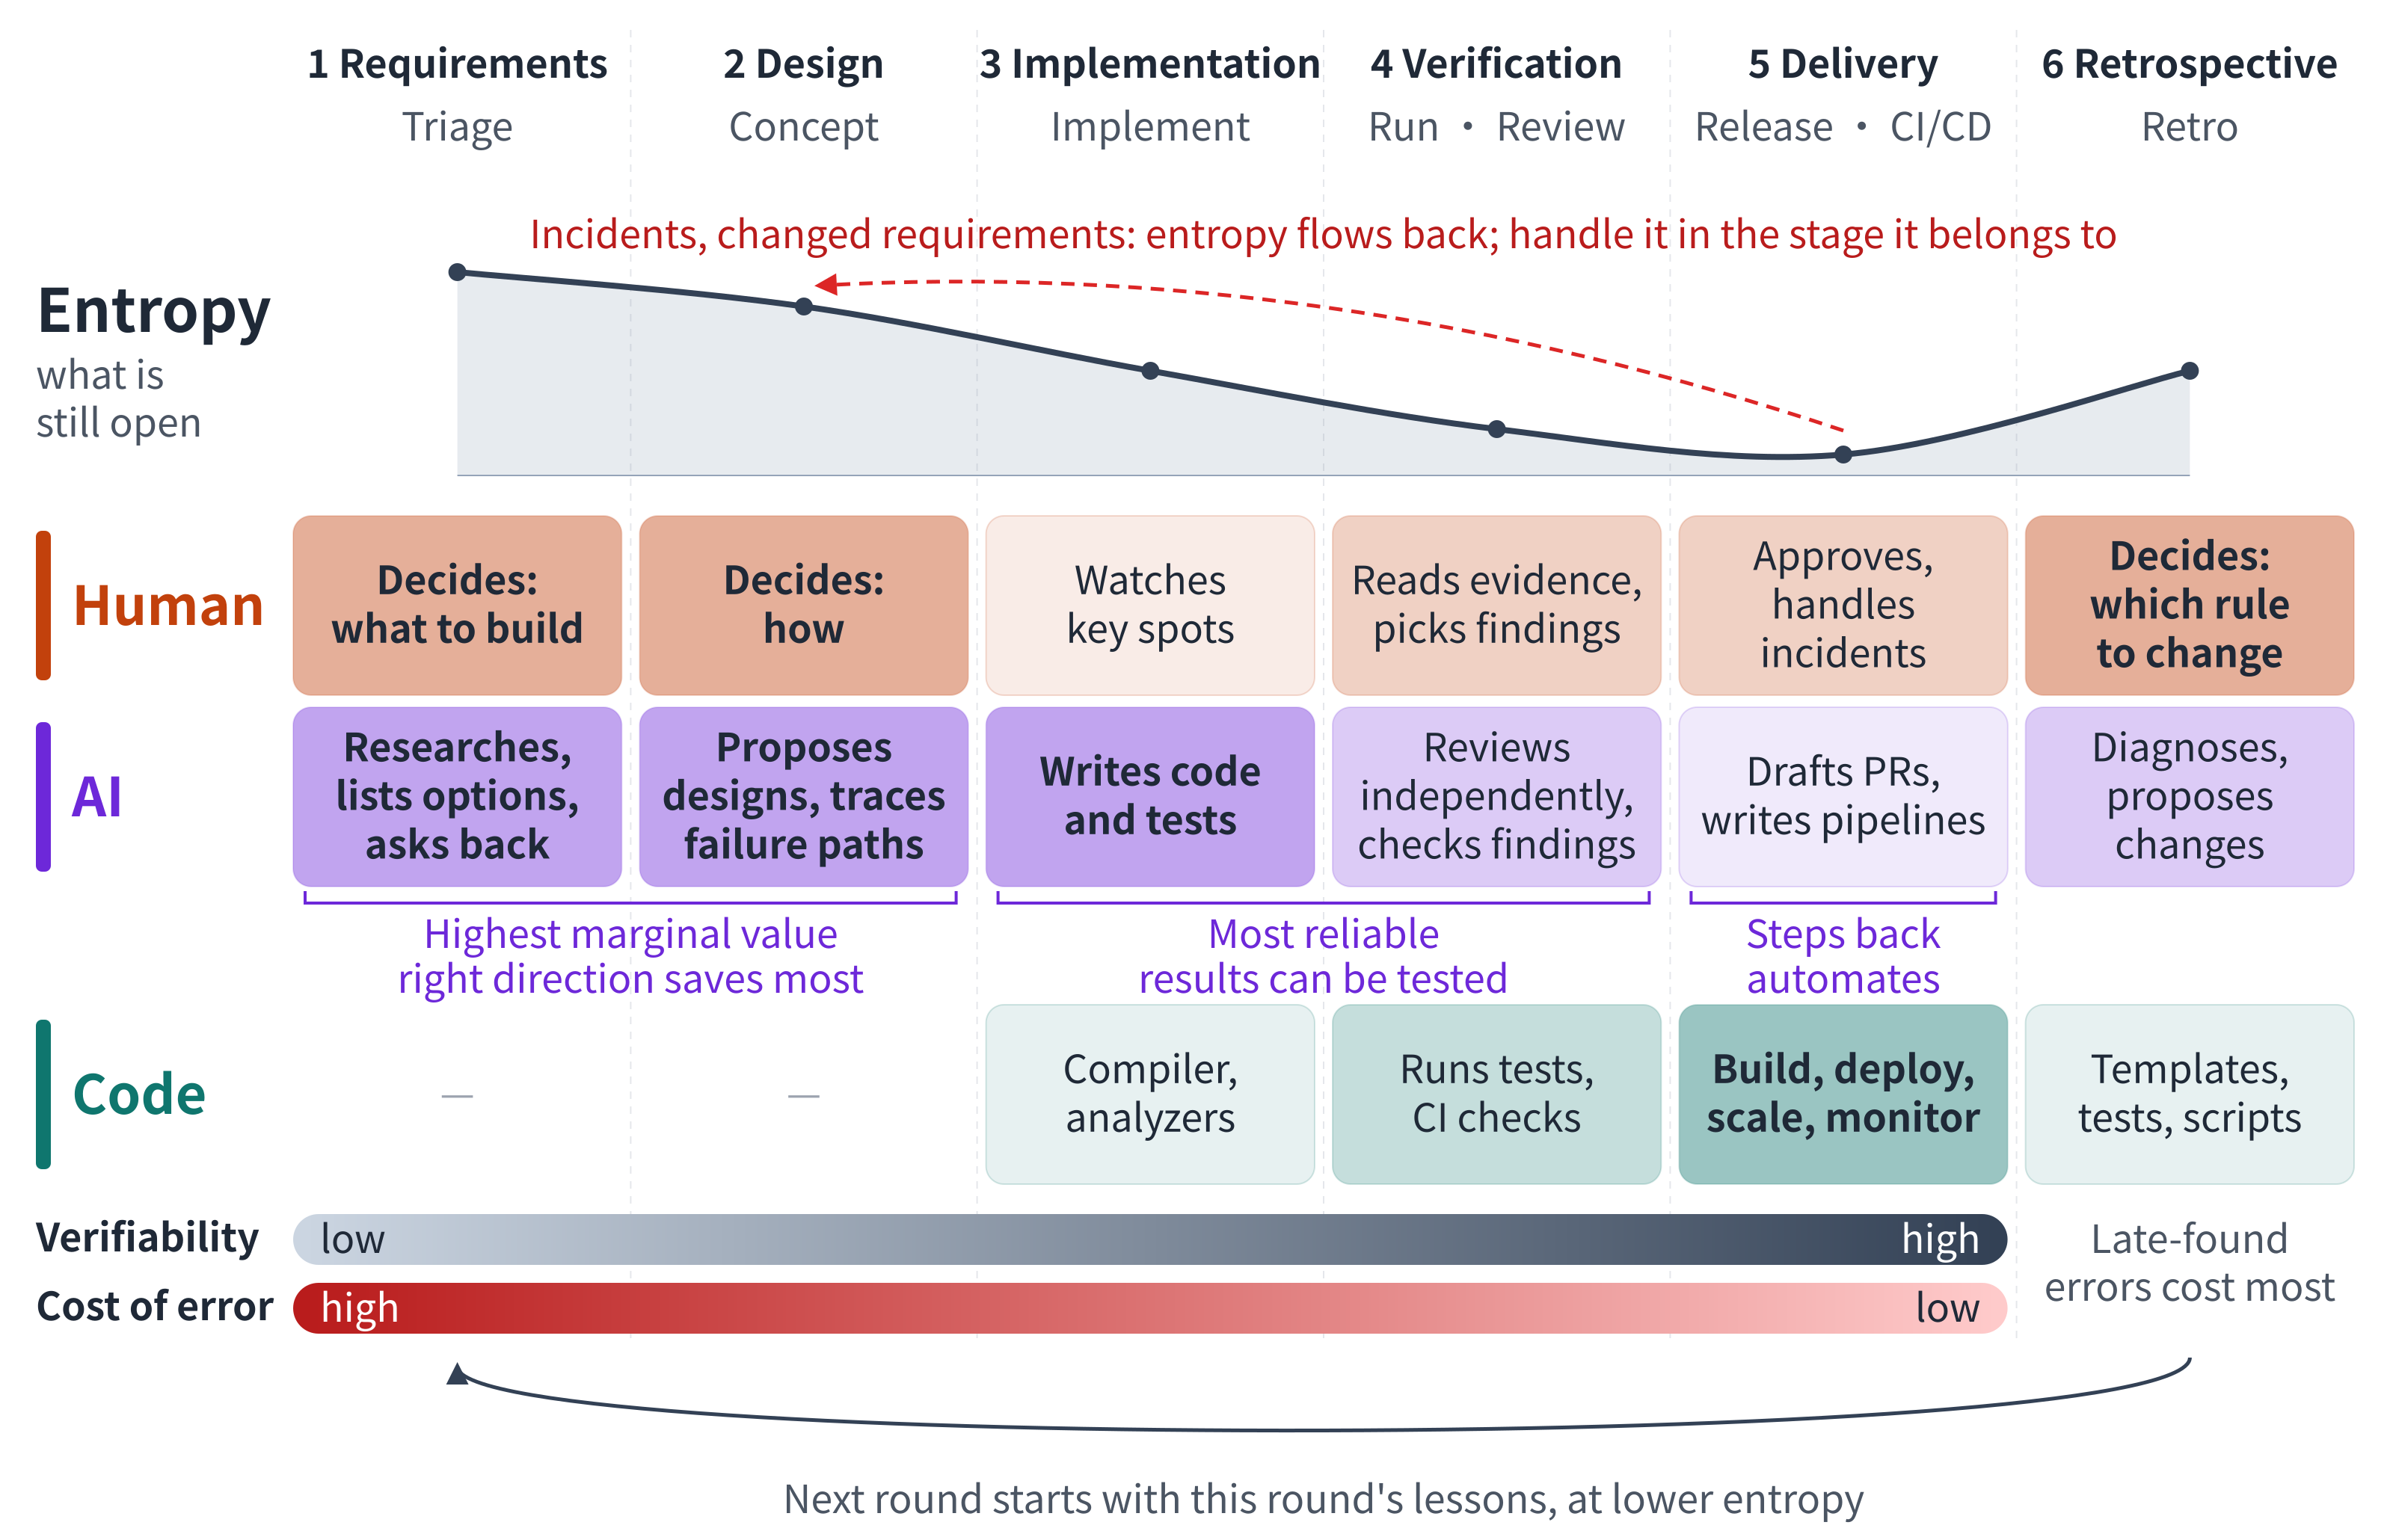 1 Requirements
2 Design
3 Implementation
4 Verification
5 Delivery
6 Retrospective
Triage
Concept
Implement
Run・Review
Release・CI/CD
Retro
Incidents, changed requirements: entropy flows back; handle it in the stage it belongs to
Entropy
what is
still open
Human
Decides:
what to build
Decides:
how
Watches
key spots
Reads evidence,
picks findings
Approves,
handles
incidents
Decides:
which rule
to change
AI
Researches,
lists options,
asks back
Proposes
designs, traces
failure paths
Writes code
and tests
Reviews
independently,
checks findings
Drafts PRs,
writes pipelines
Diagnoses,
proposes
changes
Highest marginal value
right direction saves most
Most reliable
results can be tested
Steps back
automates
Code
—
—
Compiler,
analyzers
Runs tests,
CI checks
Build, deploy,
scale, monitor
Templates,
tests, scripts
Verifiability
low
high
Late-found
errors cost most
Cost of error
high
low
Next round starts with this round's lessons, at lower entropy